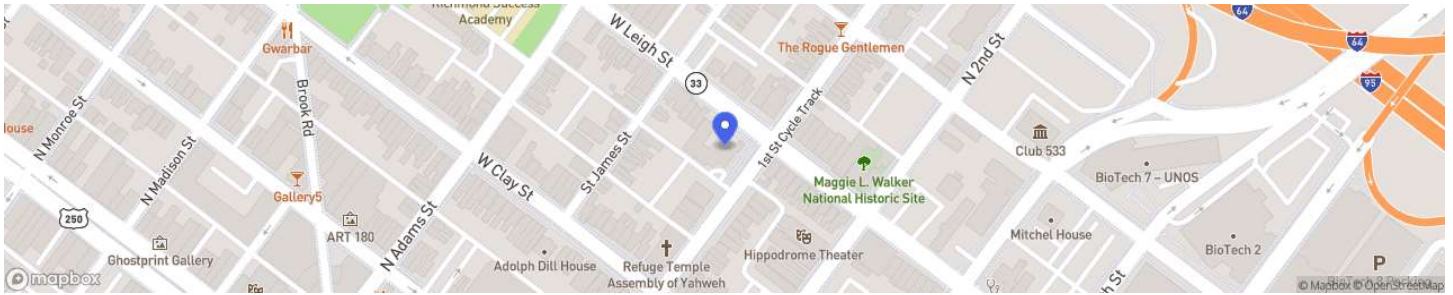 Richmond Success
Academy
W Leigh St
Gwarbar
The Rogue Gentlemen
64
64
95
33
N 2nd St
Brook Rd
N Monroe St
House
N Madison St
St James St
1st St Cycle Track
Club 533
BioTech 7 – UNOS
Maggie L. Walker
National Historic Site
W Clay St
Gallery5
250
ART 180
N Adams St
Ghostprint Gallery
Adolph Dill House
Refuge Temple
Assembly of Yahweh
Hippodrome Theater
Mitchel House
BioTech 2
St
P
mapbox
© Mapbox © OpenStreetMap